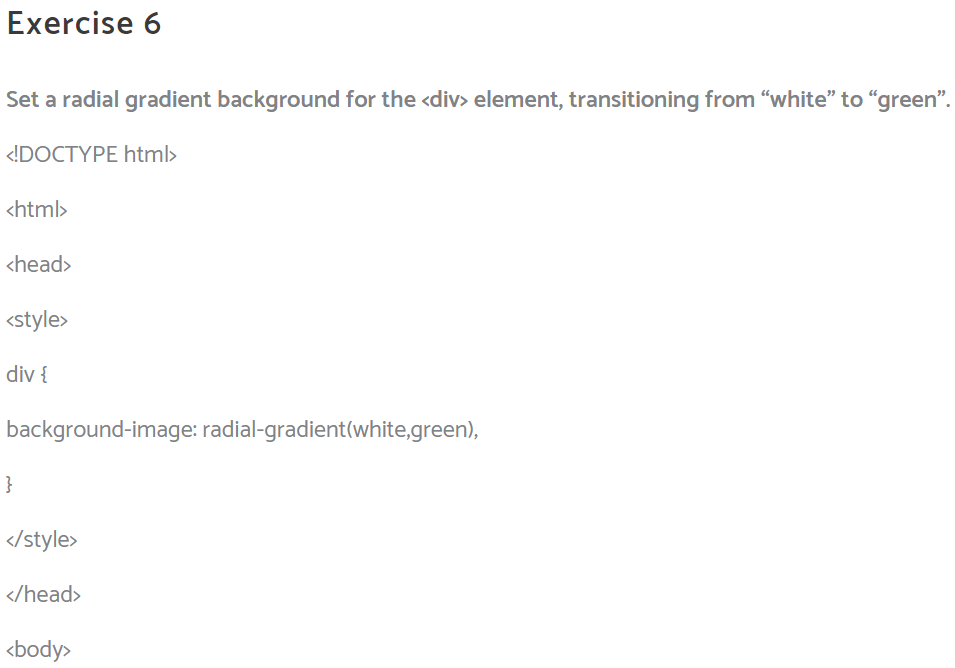 Exercise 6
Set a radial gradient background for the <div> element, transitioning from “white” to “green”.
<!DOCTYPE html>
<html>
<head>
<style>
div {
background-image: radial-gradient(white,green),
}
</style>
</head>
<body>